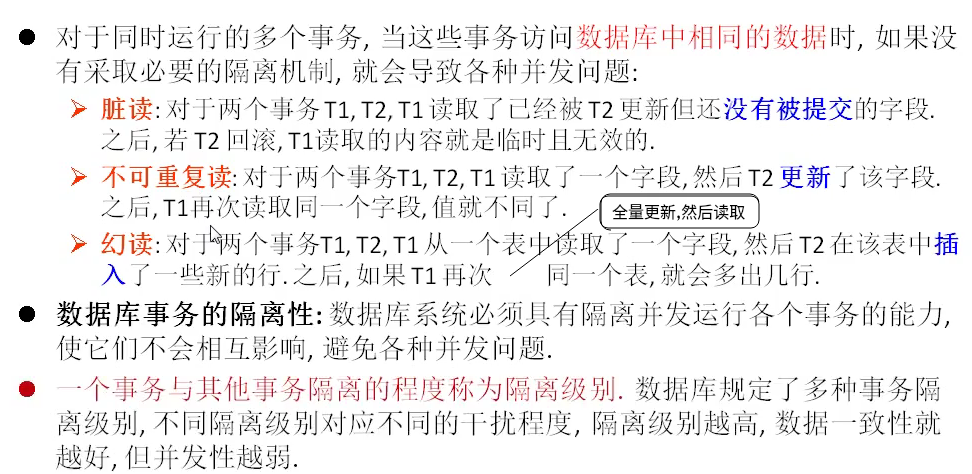 ● 对于同时运行的多个事务, 当这些事务访问数据库中相同的数据时, 如果没
有采取必要的隔离机制, 就会导致各种并发问题:
➢ 脏读: 对于两个事务 T1, T2, T1 读取了已经被 T2 更新但还没有被提交的字段.
之后, 若 T2 回滚, T1读取的内容就是临时且无效的.
➢ 不可重复读: 对于两个事务T1, T2, T1 读取了一个字段, 然后 T2 更新了该字段.
之后, T1再次读取同一个字段, 值就不同了.
全量更新,然后读取
➢ 幻读: 对于两个事务T1, T2, T1 从一个表中读取了一个字段, 然后 T2 在该表中插
入了一些新的行. 之后, 如果 T1 再次 同一个表, 就会多出几行.
● 数据库事务的隔离性: 数据库系统必须具有隔离并发运行各个事务的能力,
使它们不会相互影响, 避免各种并发问题.
● 一个事务与其他事务隔离的程度称为隔离级别. 数据库规定了多种事务隔
离级别, 不同隔离级别对应不同的干扰程度, 隔离级别越高, 数据一致性就
越好, 但并发性越弱.